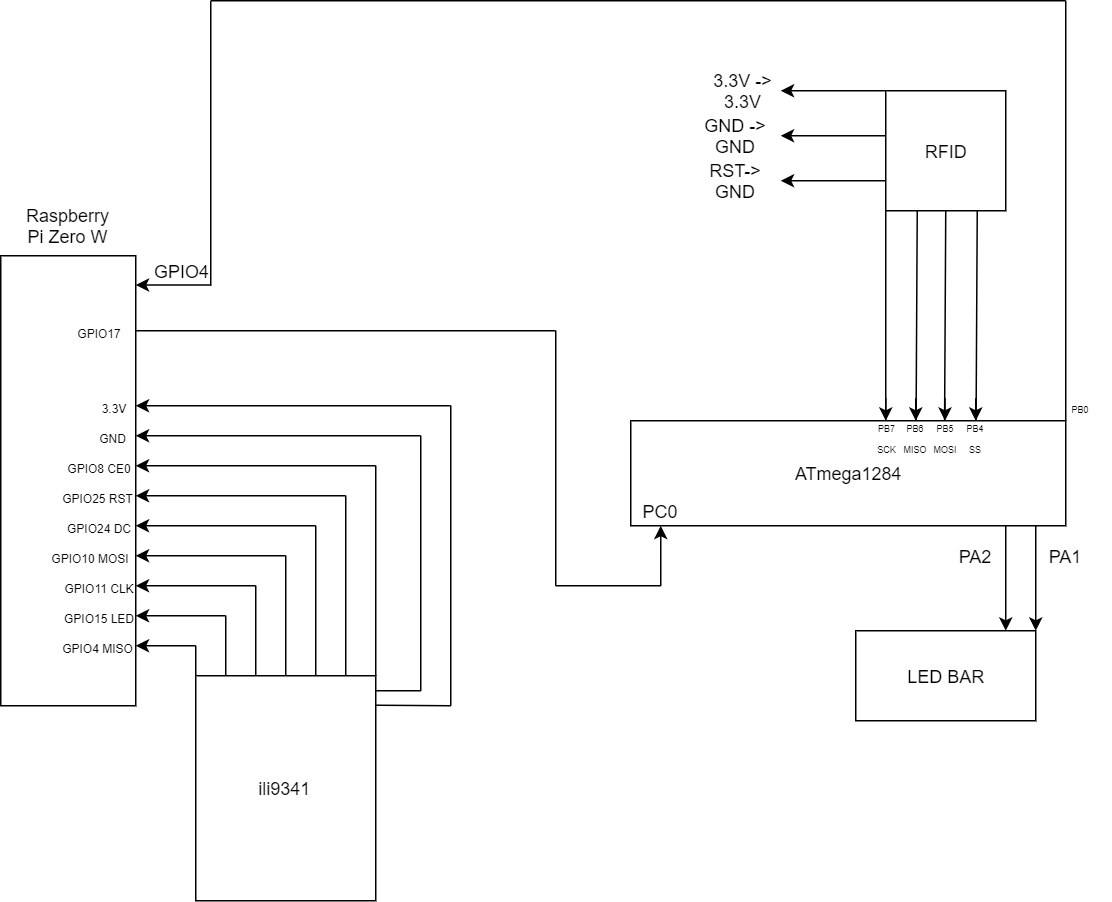 3.3V ->
3.3V
GND ->
GND
RST->
GND
RFID
Raspberry
Pi Zero W
GPIO4
GPIO17
3.3V
GND
GPIO8 CE0
GPIO25 RST
GPIO24 DC
GPIO10 MOSI
GPIO11 CLK
GPIO15 LED
GPIO4 MISO
ili9341
PB0
PB7 PB6 PB5 PB4
SCK MISO MOSI SS
ATmega1284
PC0
PA2 PA1
LED BAR